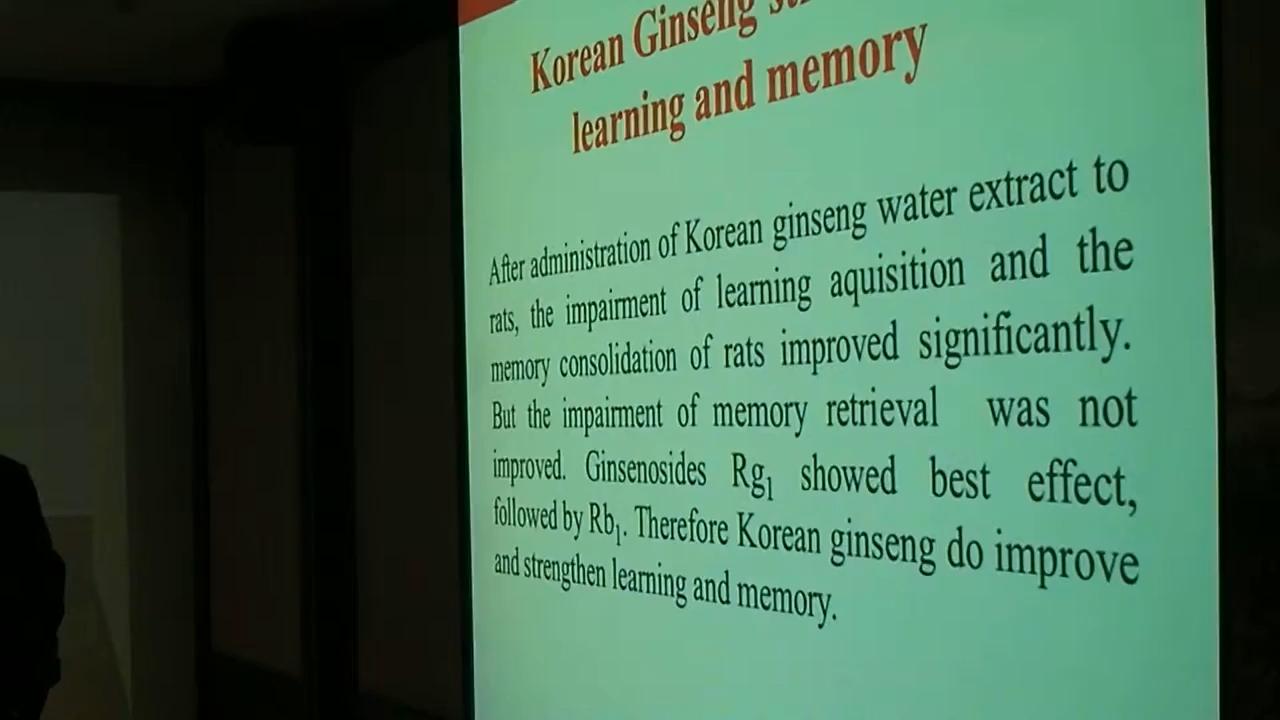 Korean Ginseng
learning and memory
After administration of Korean ginseng water extract to
rats, the impairment of learning aquisition and the
memory consolidation of rats improved significantly.
But the impairment of memory retrieval was not
improved. Ginsenosides Rg₁ showed best effect,
followed by Rb₁. Therefore Korean ginseng do improve
and strengthen learning and memory.